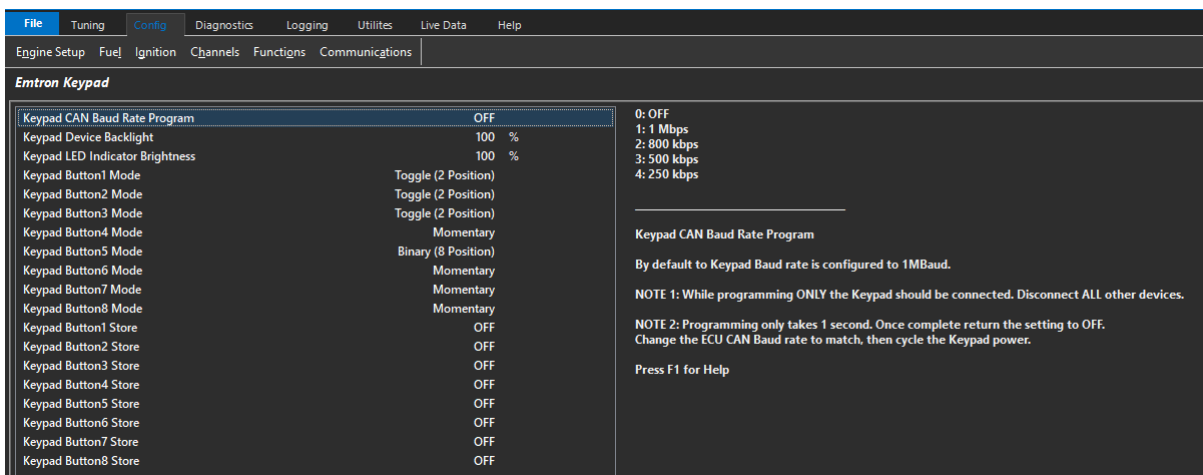 File Tuning Config Diagnostics Logging Utilites Live Data Help
Engine Setup Fuel Ignition Channels Functions Communications
Emtron Keypad
Keypad CAN Baud Rate Program OFF
Keypad Device Backlight 100 %
Keypad LED Indicator Brightness 100 %
Keypad Button1 Mode Toggle (2 Position)
Keypad Button2 Mode Toggle (2 Position)
Keypad Button3 Mode Toggle (2 Position)
Keypad Button4 Mode Momentary
Keypad Button5 Mode Binary (8 Position)
Keypad Button6 Mode Momentary
Keypad Button7 Mode Momentary
Keypad Button8 Mode Momentary
Keypad Button1 Store OFF
Keypad Button2 Store OFF
Keypad Button3 Store OFF
Keypad Button4 Store OFF
Keypad Button5 Store OFF
Keypad Button6 Store OFF
Keypad Button7 Store OFF
Keypad Button8 Store OFF
0: OFF
1: 1 Mbps
2: 800 kbps
3: 500 kbps
4: 250 kbps
Keypad CAN Baud Rate Program
By default to Keypad Baud rate is configured to 1MBaud.
NOTE 1: While programming ONLY the Keypad should be connected. Disconnect ALL other devices.
NOTE 2: Programming only takes 1 second. Once complete return the setting to OFF.
Change the ECU CAN Baud rate to match, then cycle the Keypad power.
Press F1 for Help